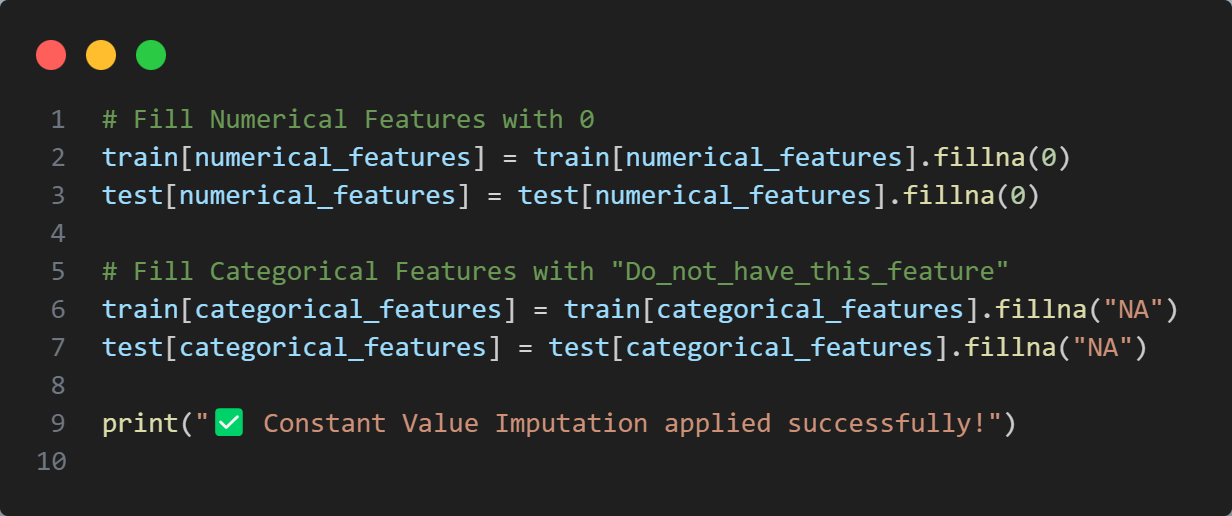 1 # Fill Numerical Features with 0
2 train[numerical_features] = train[numerical_features].fillna(0)
3 test[numerical_features] = test[numerical_features].fillna(0)
4
5 # Fill Categorical Features with "Do_not_have_this_feature"
6 train[categorical_features] = train[categorical_features].fillna("NA")
7 test[categorical_features] = test[categorical_features].fillna("NA")
8
9 print("✅ Constant Value Imputation applied successfully!")
10